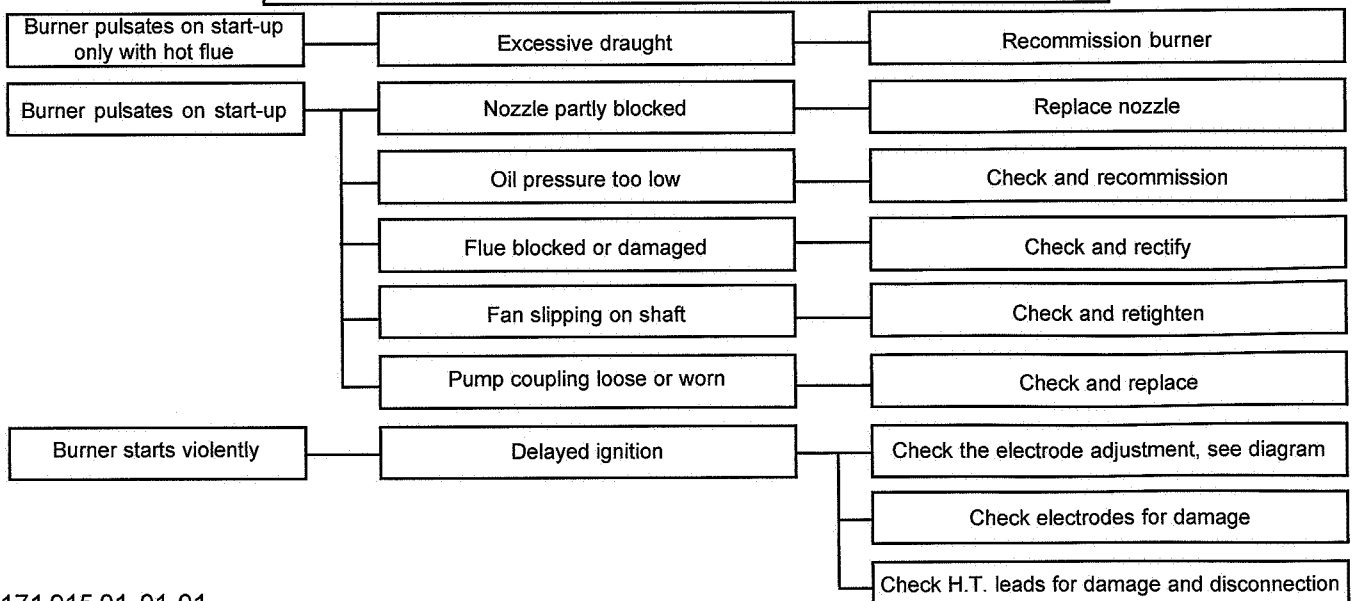 Burner pulsates on start-up
only with hot flue
Excessive draught
Recommission burner
Burner pulsates on start-up
Nozzle partly blocked
Replace nozzle
Oil pressure too low
Check and recommission
Flue blocked or damaged
Check and rectify
Fan slipping on shaft
Check and retighten
Pump coupling loose or worn
Check and replace
Burner starts violently
Delayed ignition
Check the electrode adjustment, see diagram
Check electrodes for damage
Check H.T. leads for damage and disconnection